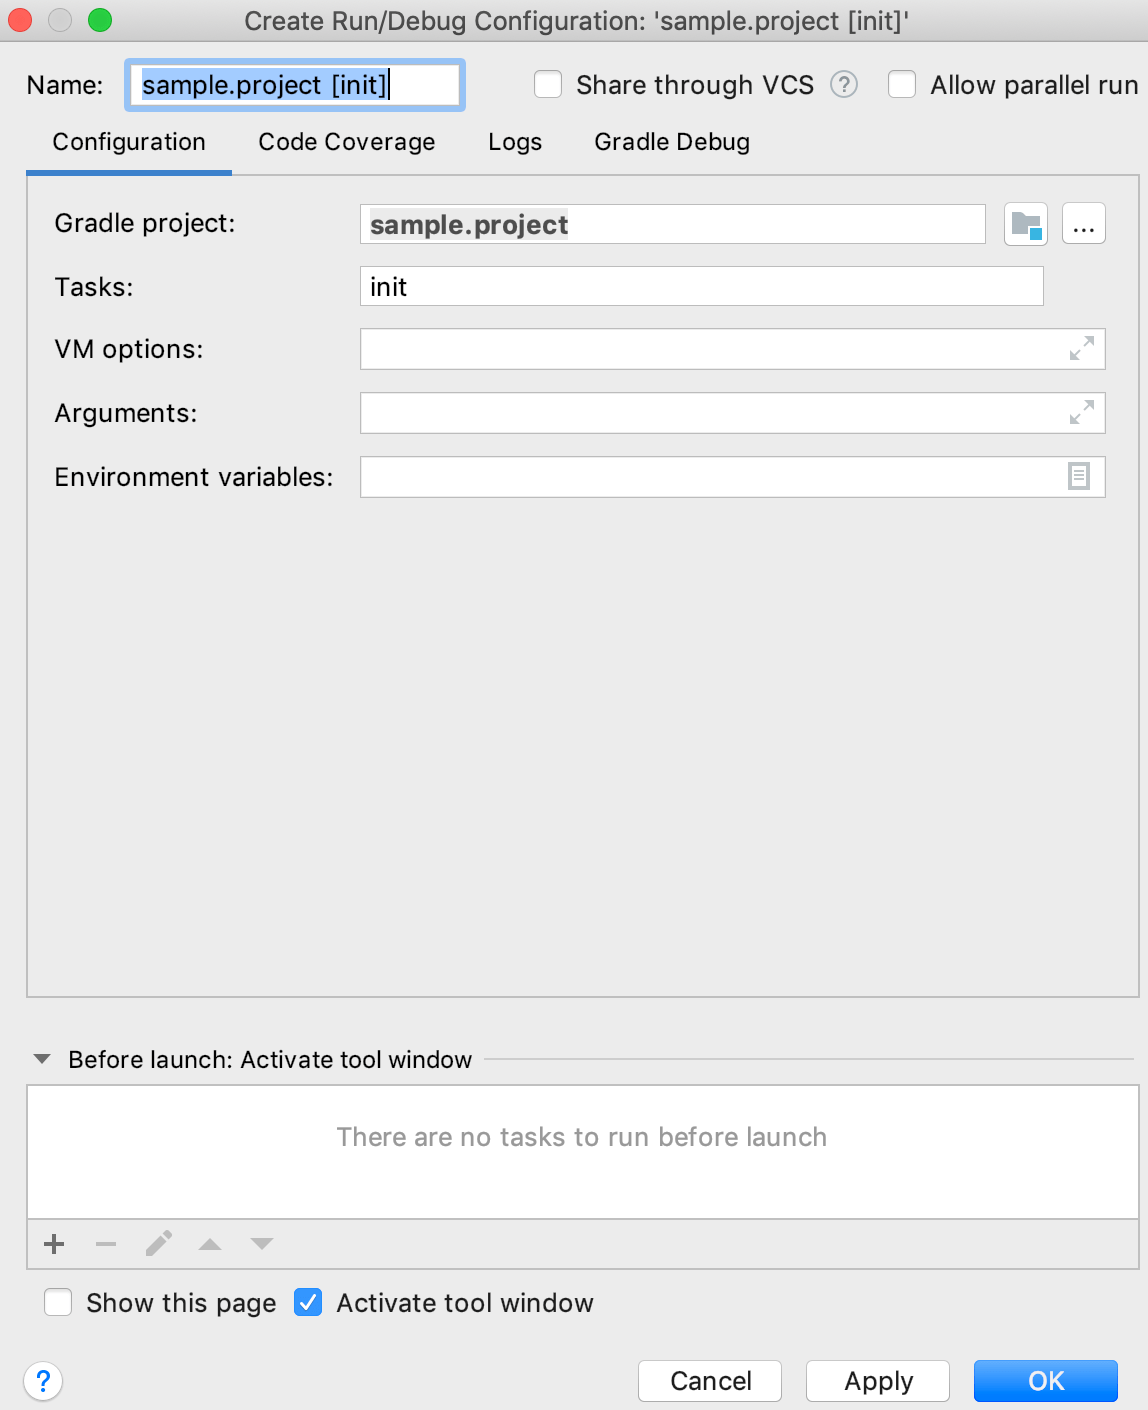 Create Run/Debug Configuration: 'sample.project [init]'
Name: sample.project [init] Share through VCS ? Allow parallel run
Configuration Code Coverage Logs Gradle Debug
Gradle project: sample.project ...
Tasks: init
VM options:
Arguments:
Environment variables:
Before launch: Activate tool window
There are no tasks to run before launch
Show this page Activate tool window
? Cancel Apply OK